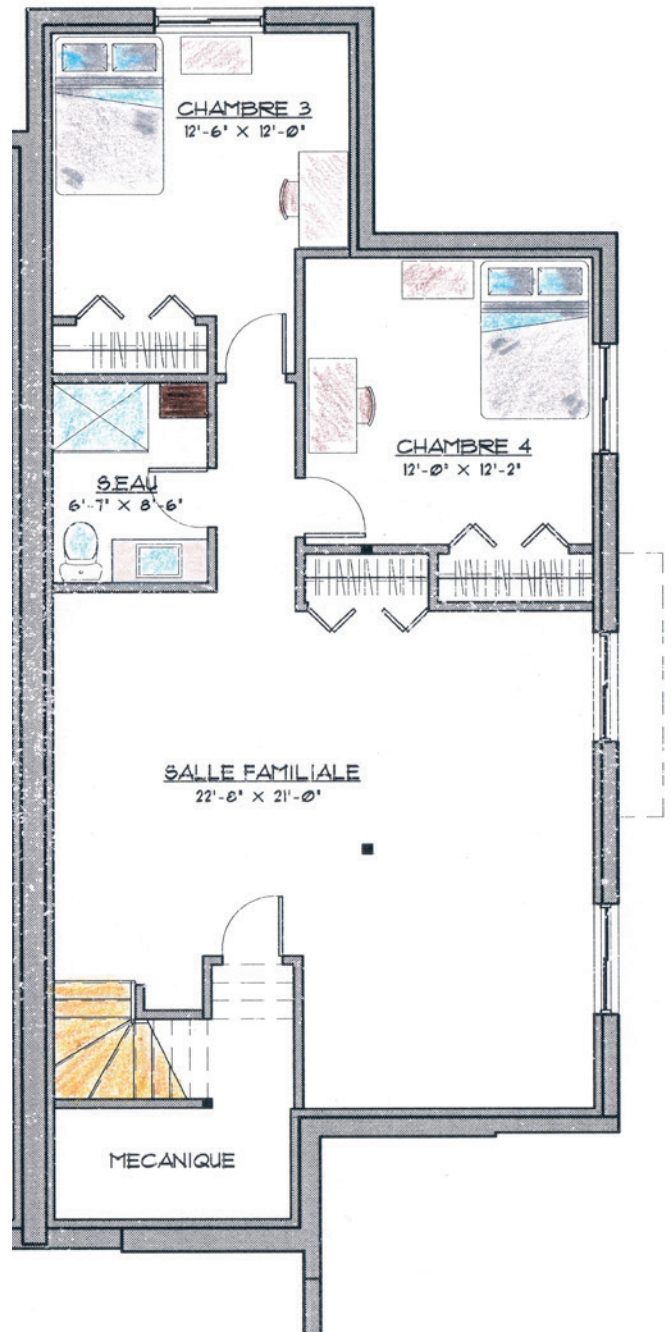 CHAMBRE 3
12'-6" X 12'-0"
CHAMBRE 4
12'-0" X 12'-2"
S.EAU
6'-7" X 8'-6"
SALLE FAMILIALE
22'-8" X 21'-0"
MECANIQUE